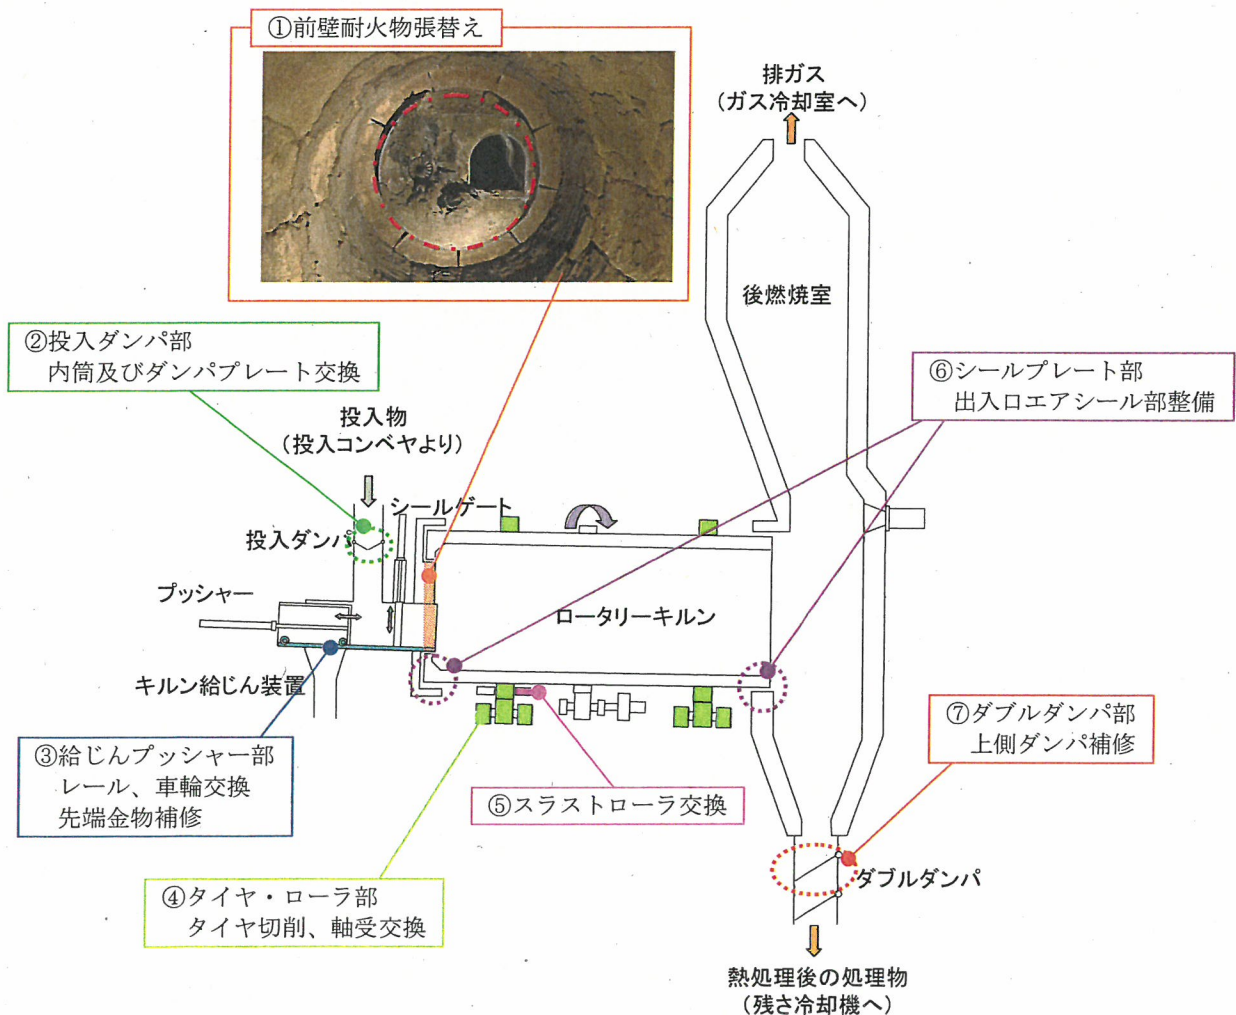 ①前壁耐火物張替え
排ガス
(ガス冷却室へ)
後燃焼室
②投入ダンパ部
内筒及びダンパプレート交換
⑥シールプレート部
出入口エアシール部整備
投入物
(投入コンベヤより)
シールゲート
投入ダンパ
プッシャー
ロータリーキルン
キルン給じん装置
③給じんプッシャー部
レール、車輪交換
先端金物補修
⑦ダブルダンパ部
上側ダンパ補修
⑤スラストローラ交換
④タイヤ・ローラ部
タイヤ切削、軸受交換
ダブルダンパ
熱処理後の処理物
(残さ冷却機へ)